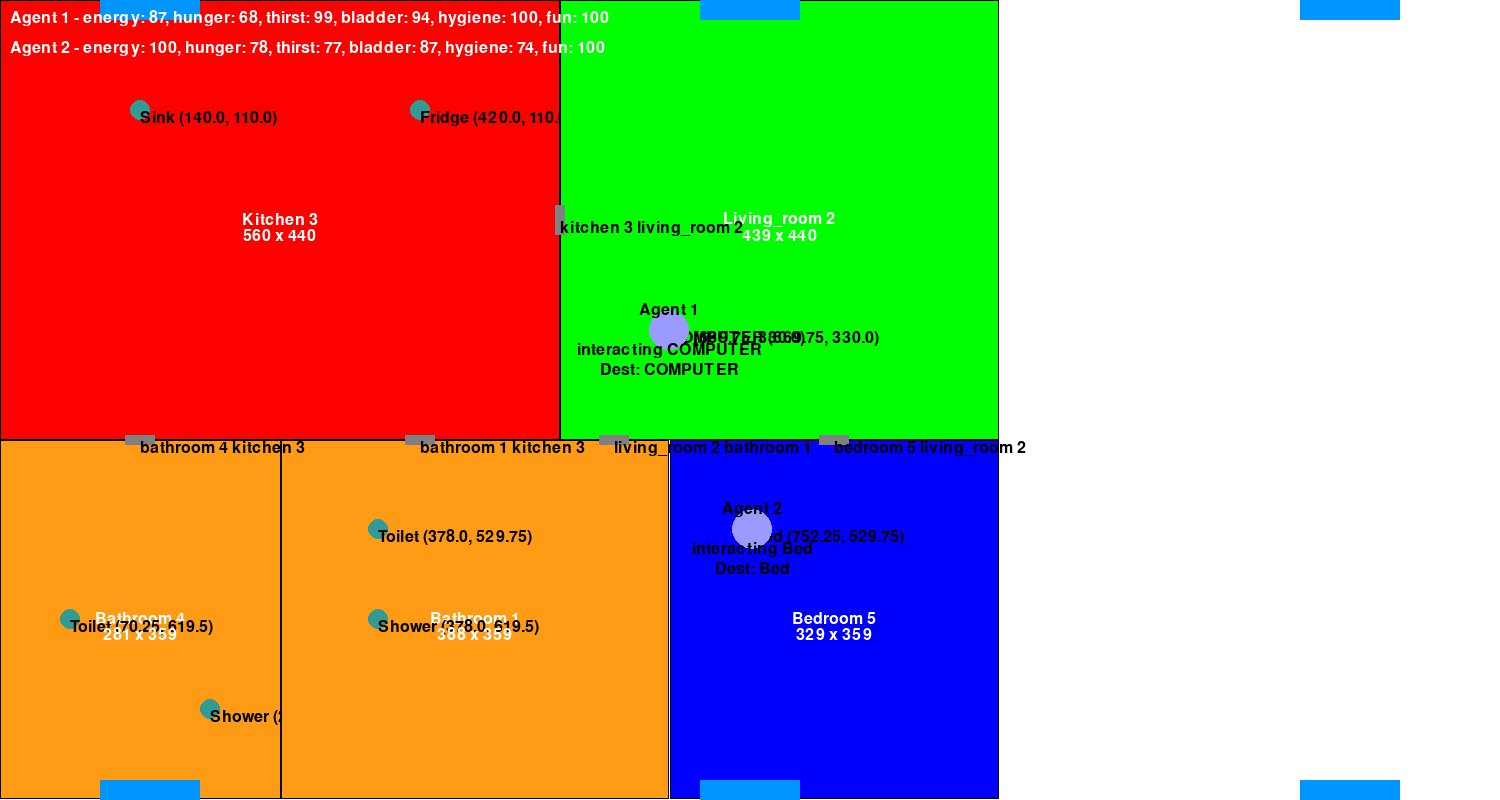 Agent 1 - energy: 87, hunger: 68, thirst: 99, bladder: 94, hygiene: 100, fun: 100
Agent 2 - energy: 100, hunger: 78, thirst: 77, bladder: 87, hygiene: 74, fun: 100
Sink (140.0, 110.0)
Fridge (420.0, 110.
Kitchen 3
560 x 440
Living_room 2
439 x 440
kitchen 3 living_room 2
Agent 1
75, 330.0)
interacting COMPUTER
Dest: COMPUTER
bathroom 4 kitchen 3
bathroom 1 kitchen 3
living_room 2 bathroom 1
bedroom 5 living_room 2
Agent 2
d (752.25, 529.75)
interacting Bed
Dest: Bed
Toilet (378.0, 529.75)
Bathroom 4
Toilet (70.25, 619.5)
281 x 359
Bathroom 1
Shower (378.0, 619.5)
388 x 359
Bedroom 5
329 x 359
Shower (